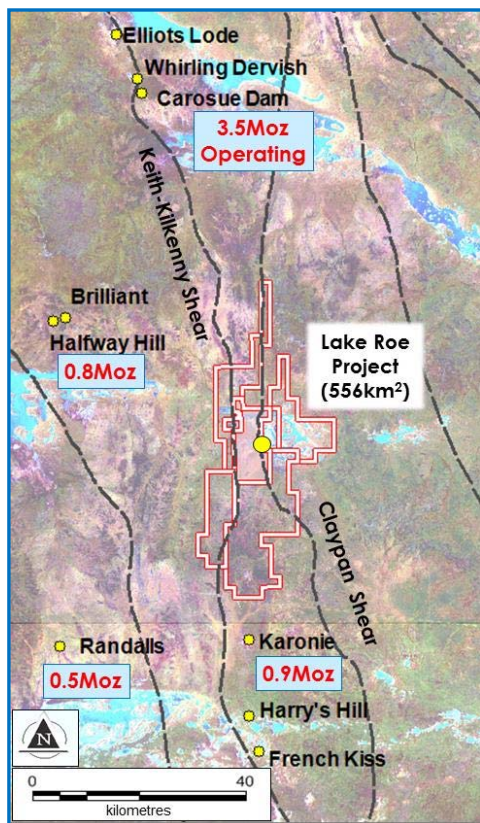 Elliots Lode
Whirling Dervish
Carosue Dam
3.5Moz
Operating
Keith-Kilkenny Shear
Brilliant
Halfway Hill
0.8Moz
Lake Roe
Project
(556km²)
Claypan Shear
Randalls
0.5Moz
Karonie
0.9Moz
Harry's Hill
French Kiss
N
0 40
kilometres